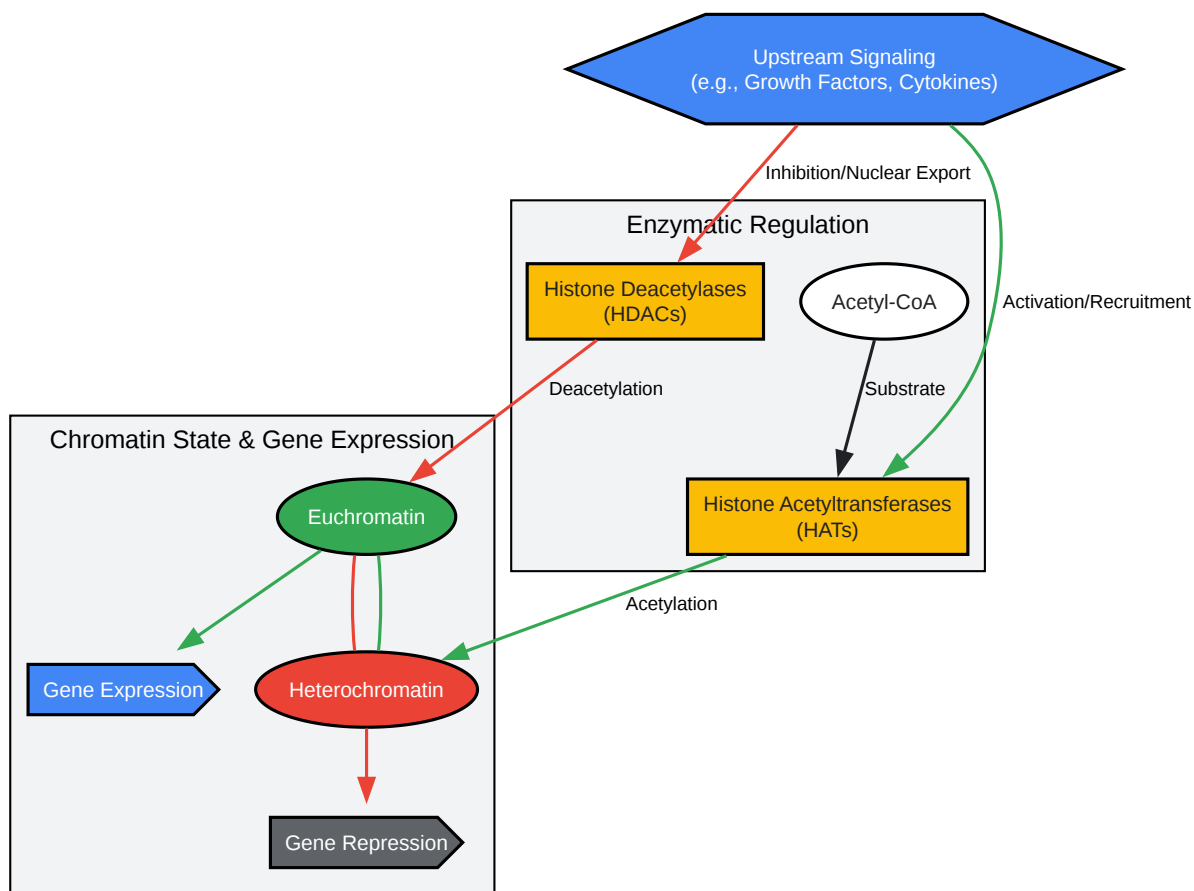 Upstream Signaling
(e.g., Growth Factors, Cytokines)
Inhibition/Nuclear Export
Enzymatic Regulation
Histone Deacetylases
(HDACs)
Acetyl-CoA
Activation/Recruitment
Deacetylation
Substrate
Chromatin State & Gene Expression
Histone Acetyltransferases
(HATs)
Euchromatin
Acetylation
Gene Expression
Heterochromatin
Gene Repression